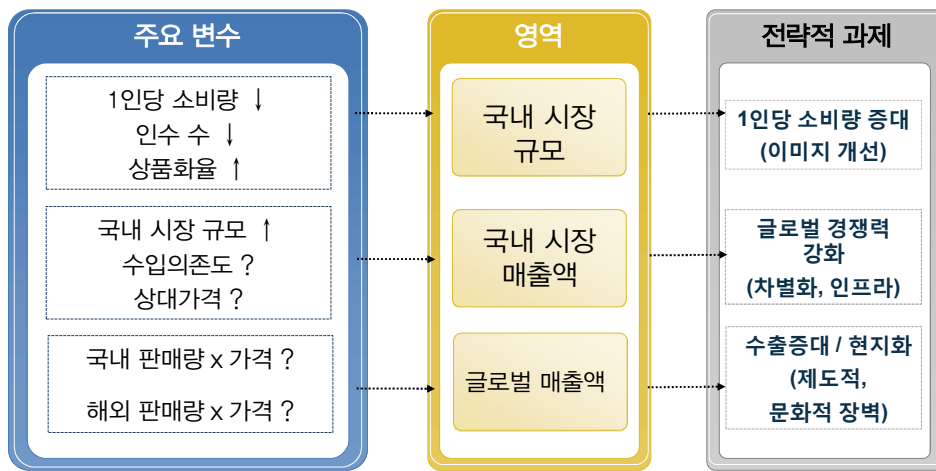 주요 변수
1인당 소비량 ↓
인수 수 ↓
상품화율 ↑
국내 시장 규모 ↑
수입의존도 ?
상대가격 ?
국내 판매량 x 가격 ?
해외 판매량 x 가격 ?
영역
국내 시장
규모
국내 시장
매출액
글로벌 매출액
전략적 과제
1인당 소비량 증대
(이미지 개선)
글로벌 경쟁력
강화
(차별화, 인프라)
수출증대 / 현지화
(제도적,
문화적 장벽)